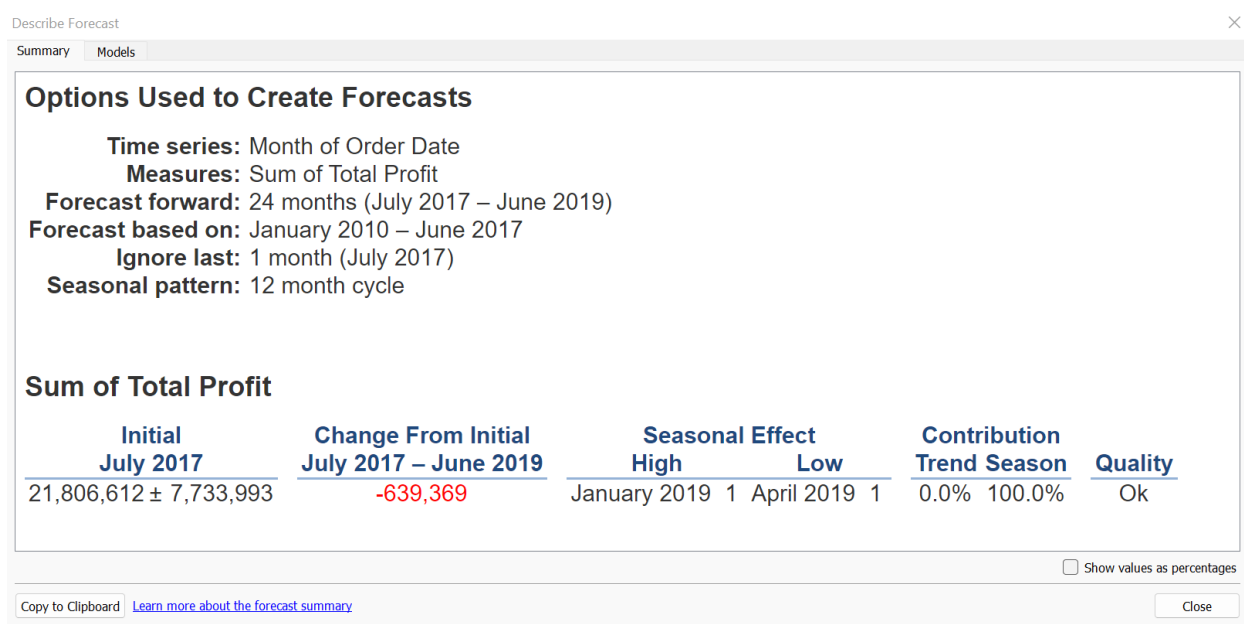 Describe Forecast
Summary Models
Options Used to Create Forecasts
Time series: Month of Order Date
Measures: Sum of Total Profit
Forecast forward: 24 months (July 2017 – June 2019)
Forecast based on: January 2010 – June 2017
Ignore last: 1 month (July 2017)
Seasonal pattern: 12 month cycle
Sum of Total Profit
Initial Change From Initial Seasonal Effect Contribution
July 2017 July 2017 – June 2019 High Low Trend Season Quality
21,806,612 ± 7,733,993 -639,369 January 2019 1 April 2019 1 0.0% 100.0% Ok
Show values as percentages
Copy to Clipboard Learn more about the forecast summary Close